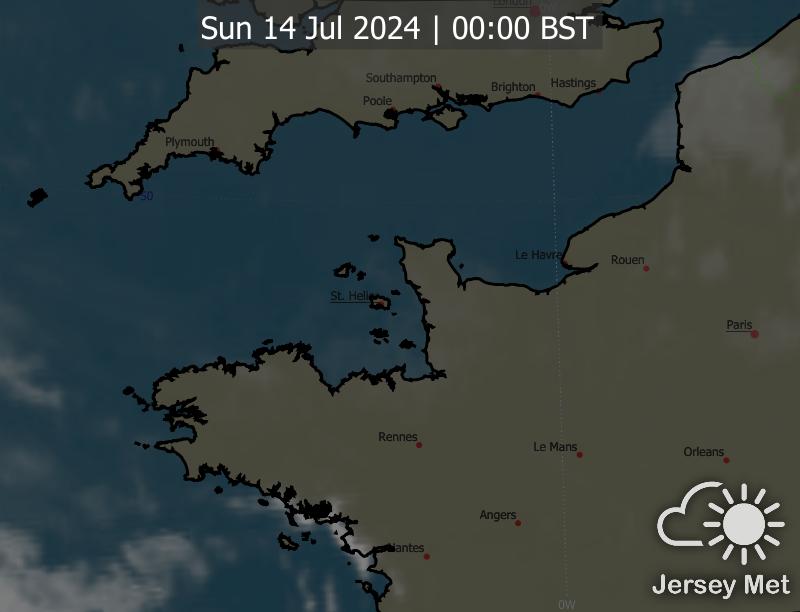 London
Sun 14 Jul 2024 | 00:00 BST
Southampton
Brighton
Hastings
Poole
Plymouth
50
Le Havre
Rouen
St. Helier
Paris
Rennes
Le Mans
Orleans
Angers
Nantes
Jersey Met
0W